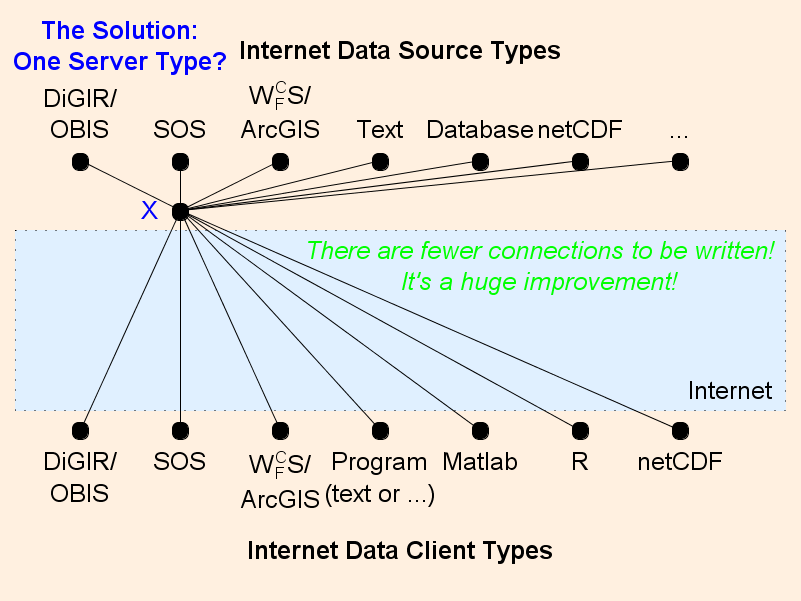 The Solution:
One Server Type?
Internet Data Source Types
DiGIR/
OBIS
SOS
WCFS/
ArcGIS
Text
Database
netCDF
...
X
There are fewer connections to be written!
It's a huge improvement!
Internet
DiGIR/
OBIS
SOS
WCFS/
ArcGIS
Program
(text or ...)
Matlab
R
netCDF
Internet Data Client Types